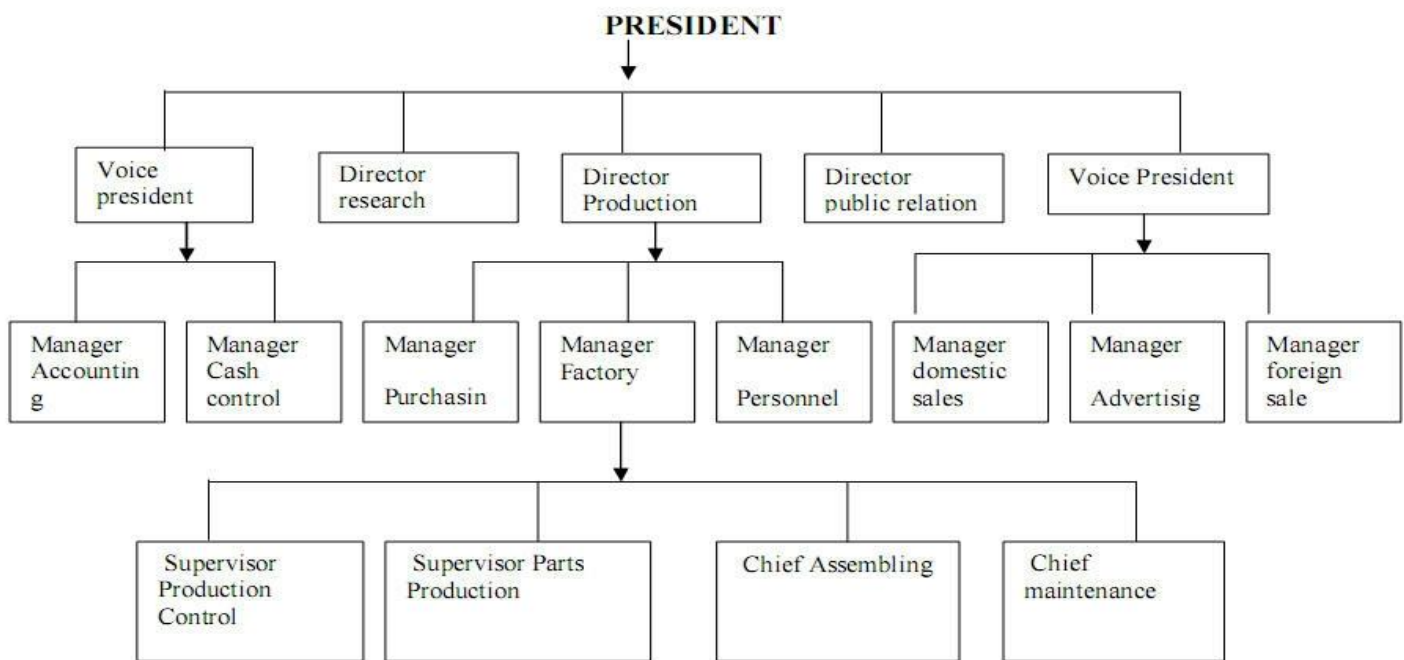 PRESIDENT
Voice
president
Director
research
Director
Production
Director
public relation
Voice President
Manager
Accountin
g
Manager
Cash
control
Manager
Purchasin
Manager
Factory
Manager
Personnel
Manager
domestic
sales
Manager
Advertisig
Manager
foreign
sale
Supervisor
Production
Control
Supervisor Parts
Production
Chief Assembling
Chief
maintenance